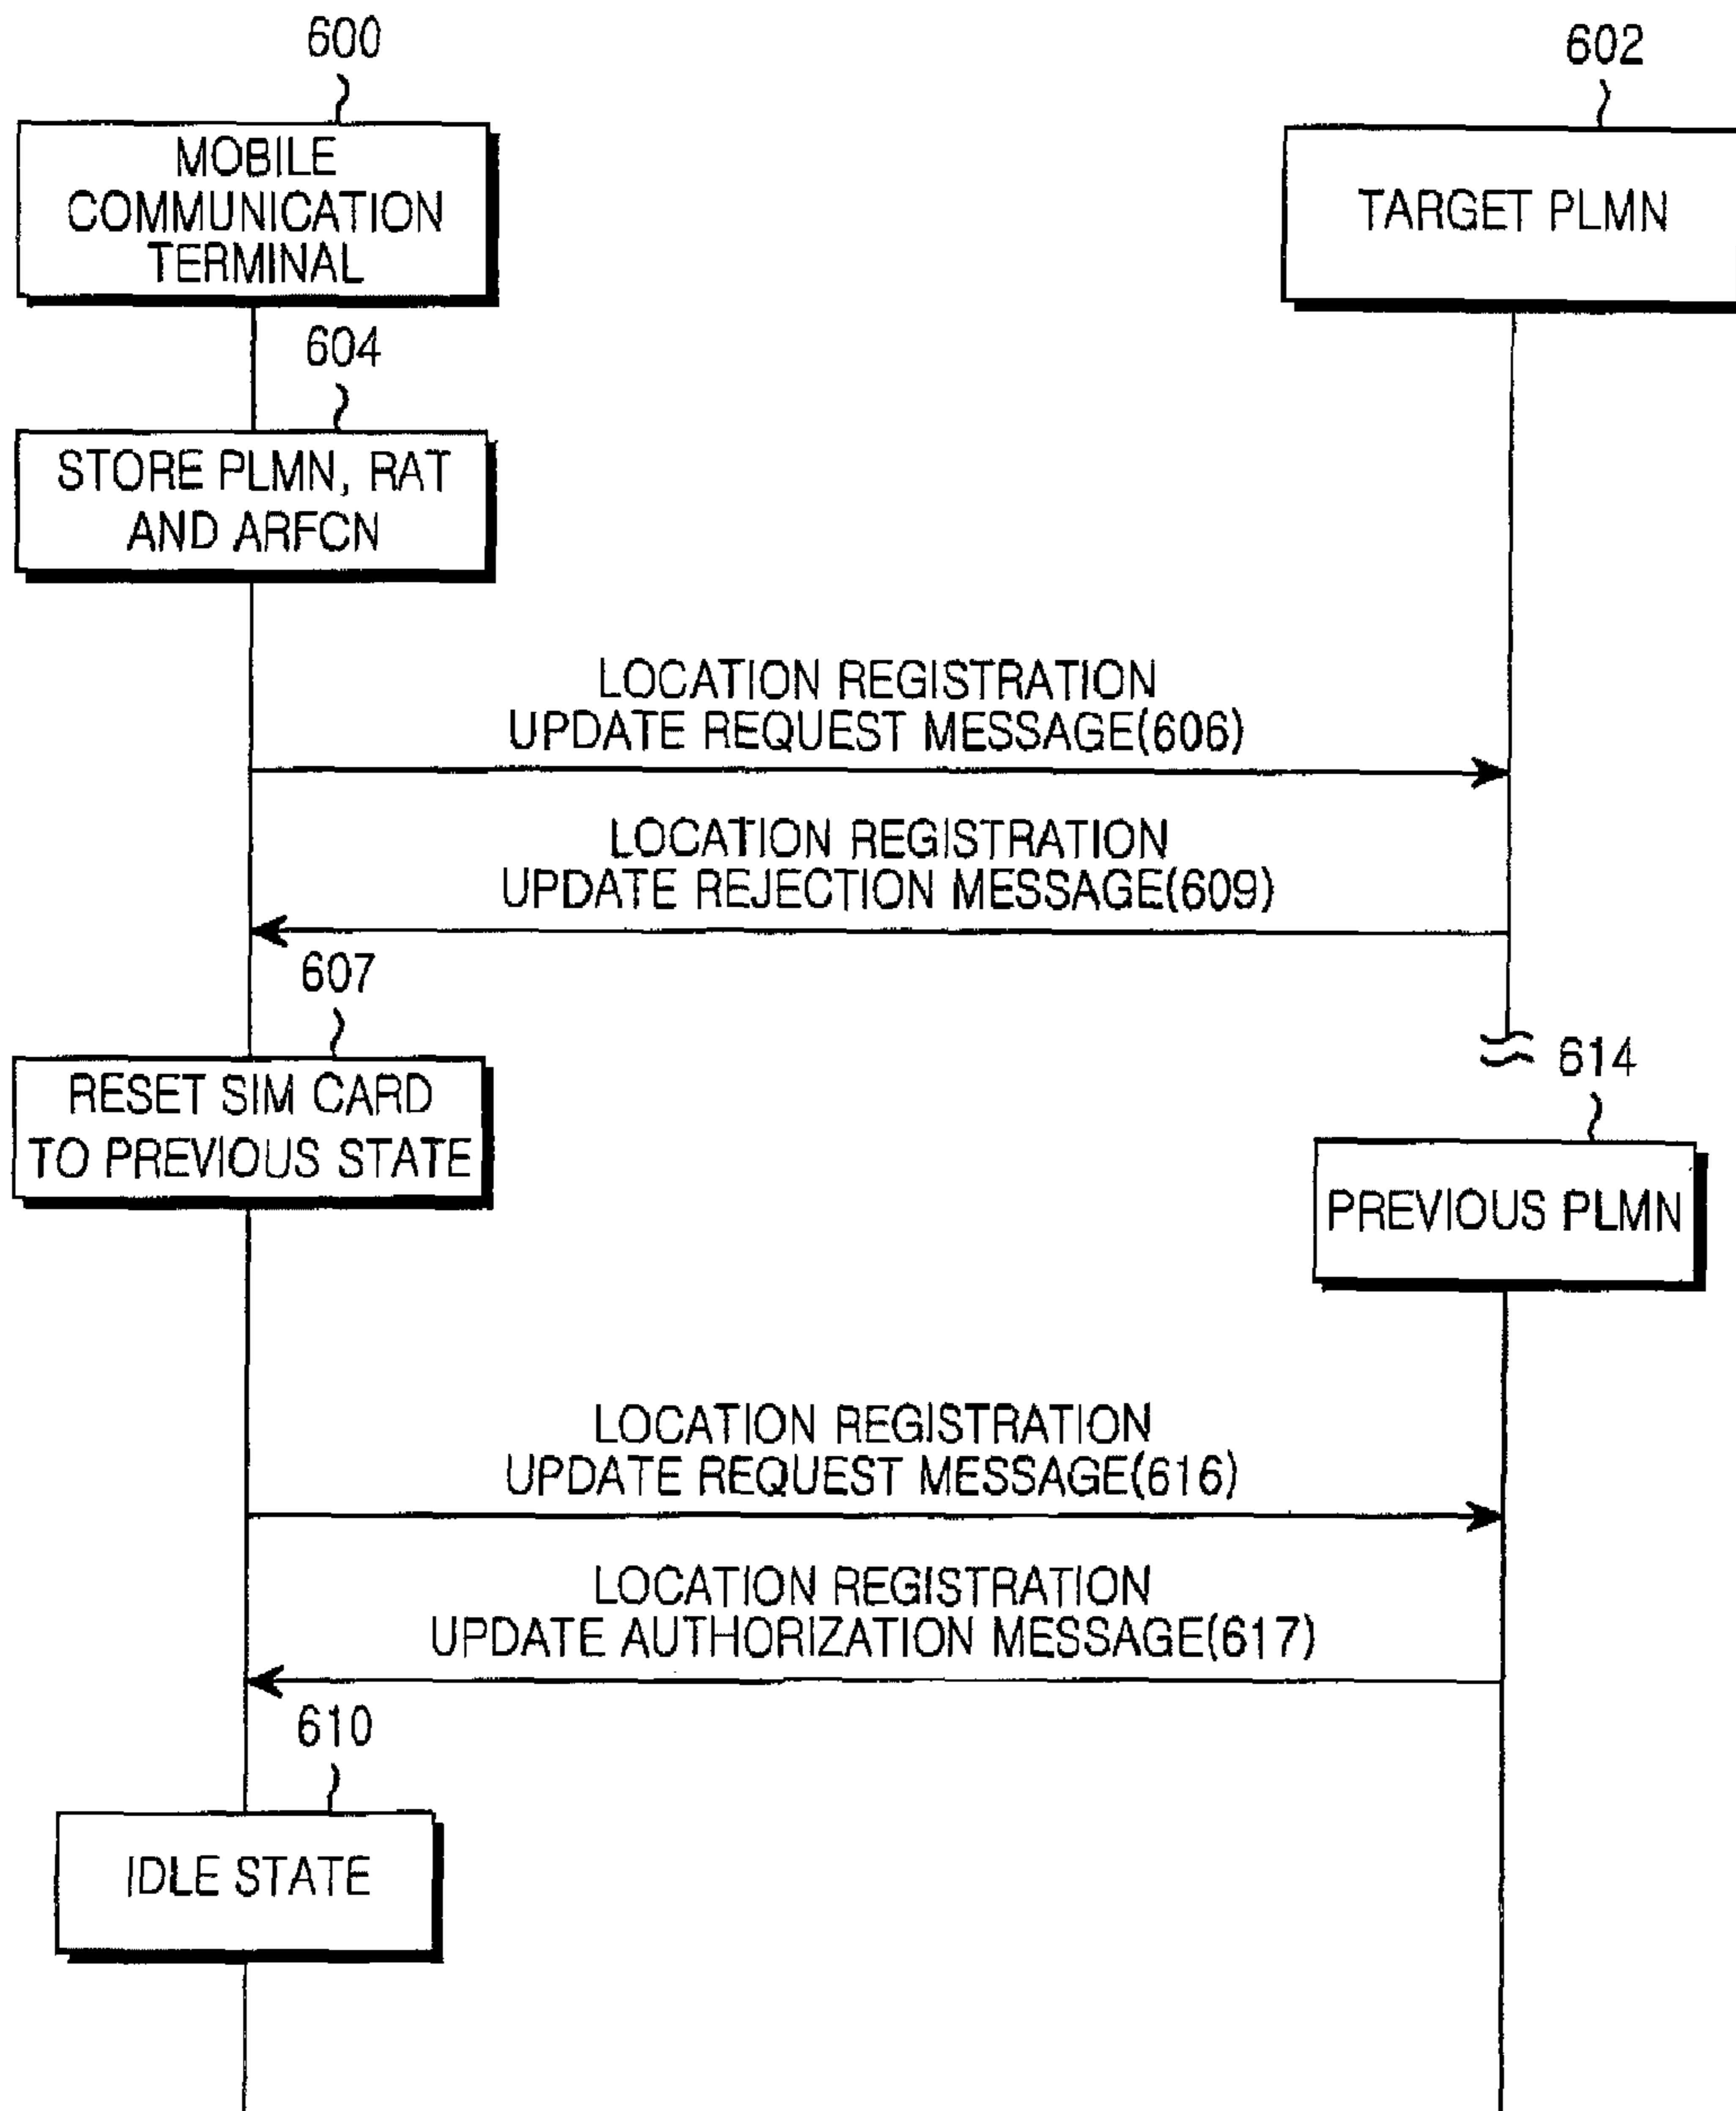 600
602
MOBILE
COMMUNICATION
TERMINAL
TARGET PLMN
604
STORE PLMN, RAT
AND ARFCN
LOCATION REGISTRATION
UPDATE REQUEST MESSAGE(606)
LOCATION REGISTRATION
UPDATE REJECTION MESSAGE(609)
607
RESET SIM CARD
TO PREVIOUS STATE
614
PREVIOUS PLMN
LOCATION REGISTRATION
UPDATE REQUEST MESSAGE(616)
LOCATION REGISTRATION
UPDATE AUTHORIZATION MESSAGE(617)
610
IDLE STATE